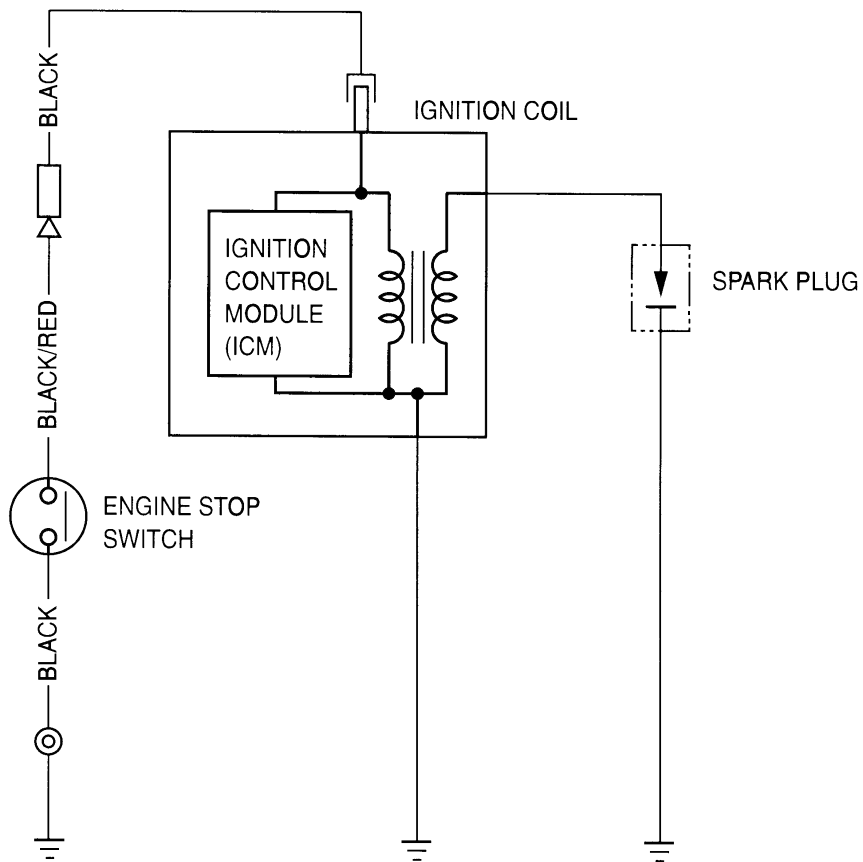 BLACK
IGNITION COIL
IGNITION
CONTROL
MODULE
(ICM)
SPARK PLUG
BLACK/RED
ENGINE STOP
SWITCH
BLACK